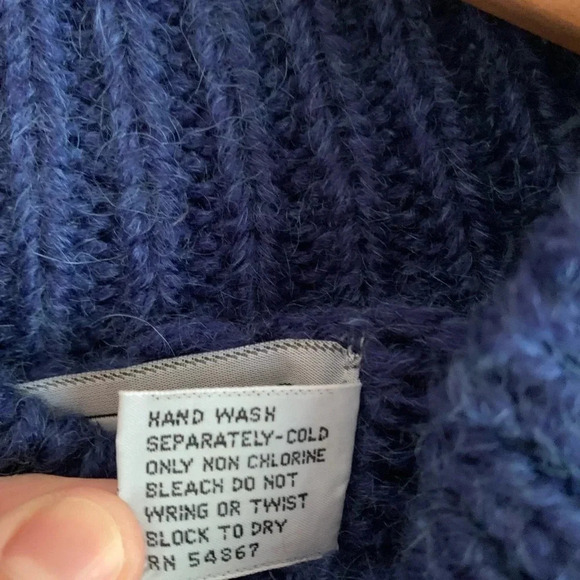 HAND WASH
SEPARATELY-COLD
ONLY NON CHLORINE
BLEACH DO NOT
WRING OR TWIST
BLOCK TO DRY
RN 54867